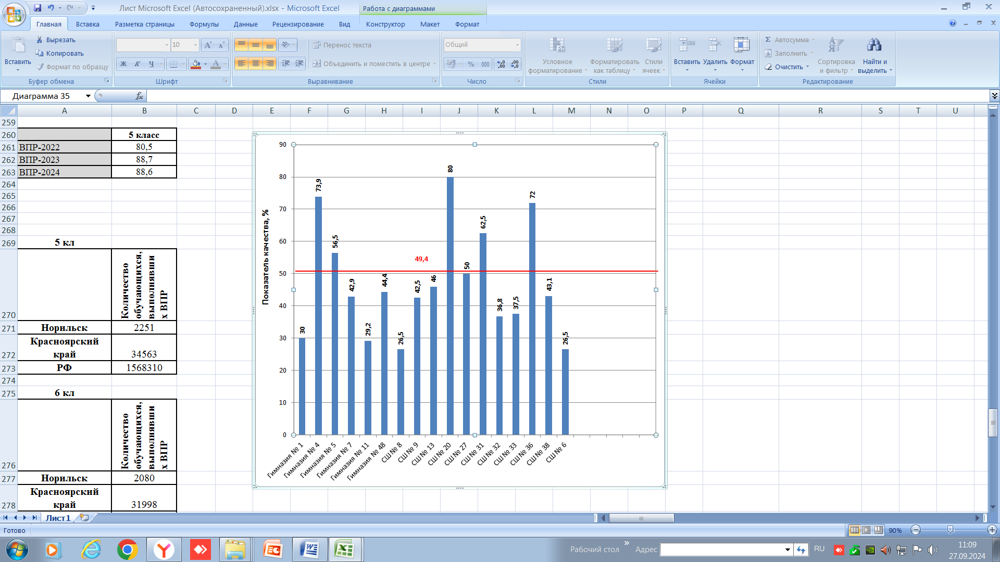 Лист Microsoft Excel (Автосохраненный).xlsx - Microsoft Excel
Работа с диаграммами
Главная Вставка Разметка страницы Формулы Данные Рецензирование Вид Конструктор Макет Формат
Вставить
Вырезать
Копировать
Формат по образцу
Буфер обмена
10
Ж К Ч
Шрифт
Перенос текста
Объединить и поместить в центре
Выравнивание
Общий
% 000
Число
Условное форматирование
Форматировать как таблицу
Стили ячеек
Стили
Вставить Удалить Формат
Ячейки
Σ Автосумма
Заполнить
Очистить
Сортировка и фильтр
Найти и выделить
Редактирование
Диаграмма 35
fx
A B C D E F G H I J K L M N O P Q R S T U
259
260 5 класс
261 ВПР-2022 80,5
262 ВПР-2023 88,7
263 ВПР-2024 88,6
264
265
266
267
268
269 5 кл
270 Количество обучающихся, выполнявши х ВПР
271 Норильск 2251
272 Красноярский край 34563
273 РФ 1568310
274
275 6 кл
276 Количество обучающихся, выполнявши х ВПР
277 Норильск 2080
278 Красноярский край 31998
Показатель качества, %
90
80
70
60
50
40
30
20
10
0
30 73,9 56,5 42,9 29,2 44,4 26,5 42,5 46 80 50 62,5 36,8 37,5 72 43,1 26,5
49,4
Гимназия № 1
Гимназия № 4
Гимназия № 5
Гимназия № 7
Гимназия № 11
Гимназия № 48
СШ № 8
СШ № 9
СШ № 13
СШ № 20
СШ № 27
СШ № 31
СШ № 32
СШ № 33
СШ № 36
СШ № 38
СШ № 6
Лист1
Готово
90%
Рабочий стол » Адрес
RU
11:09
27.09.2024